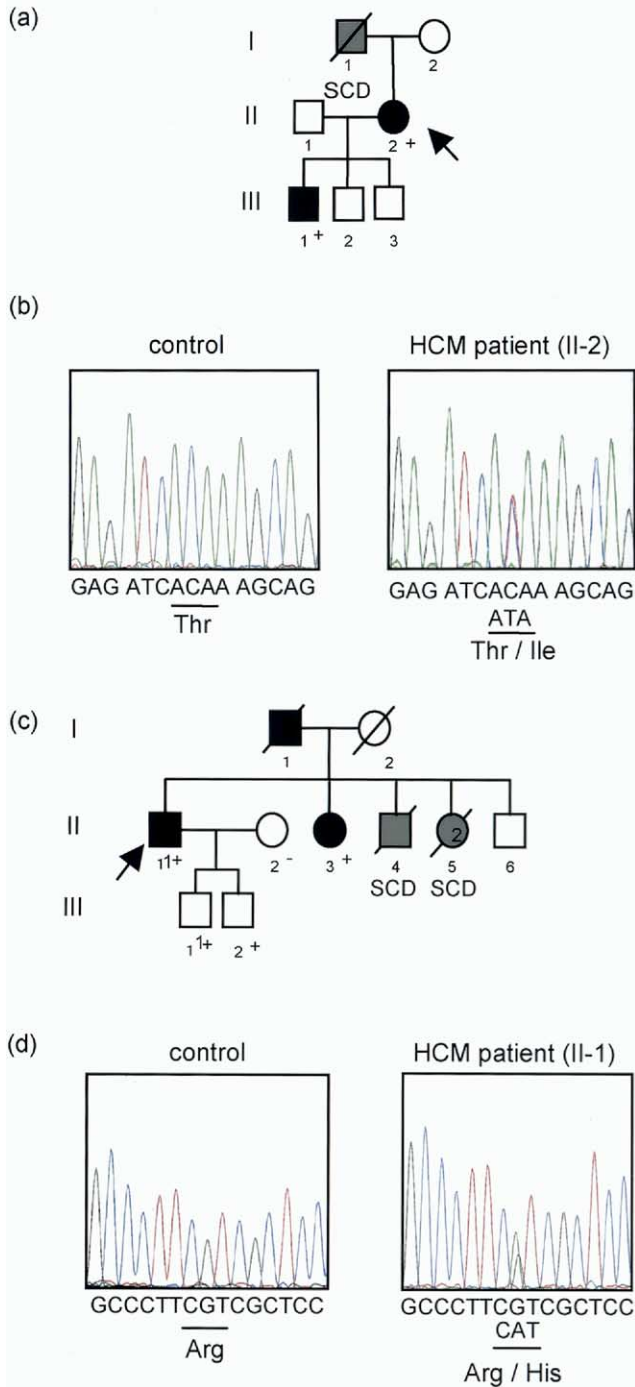 (a)
I
1
2
SCD
II
1
2 +
III
1 +
2
3
(b)
control
HCM patient (II-2)
GAG ATCACAA AGCAG
GAG ATCACAA AGCAG
Thr
ATA
Thr / Ile
(c)
I
1
2
II
2
11+
2 -
3 +
4
5
6
SCD
SCD
III
1 1+
2 +
(d)
control
HCM patient (II-1)
GCCCTTCGTCGCTCC
GCCCTTCGTCGCTCC
Arg
CAT
Arg / His